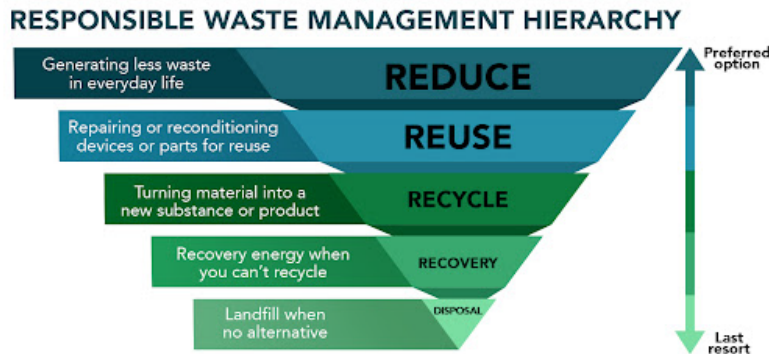 RESPONSIBLE WASTE MANAGEMENT HIERARCHY
Preferred
option
Generating less waste
in everyday life
REDUCE
Repairing or reconditioning
devices or parts for reuse
REUSE
Turning material into a
new substance or product
RECYCLE
Recovery energy when
you can't recycle
RECOVERY
Landfill when
no alternative
DISPOSAL
Last
resort